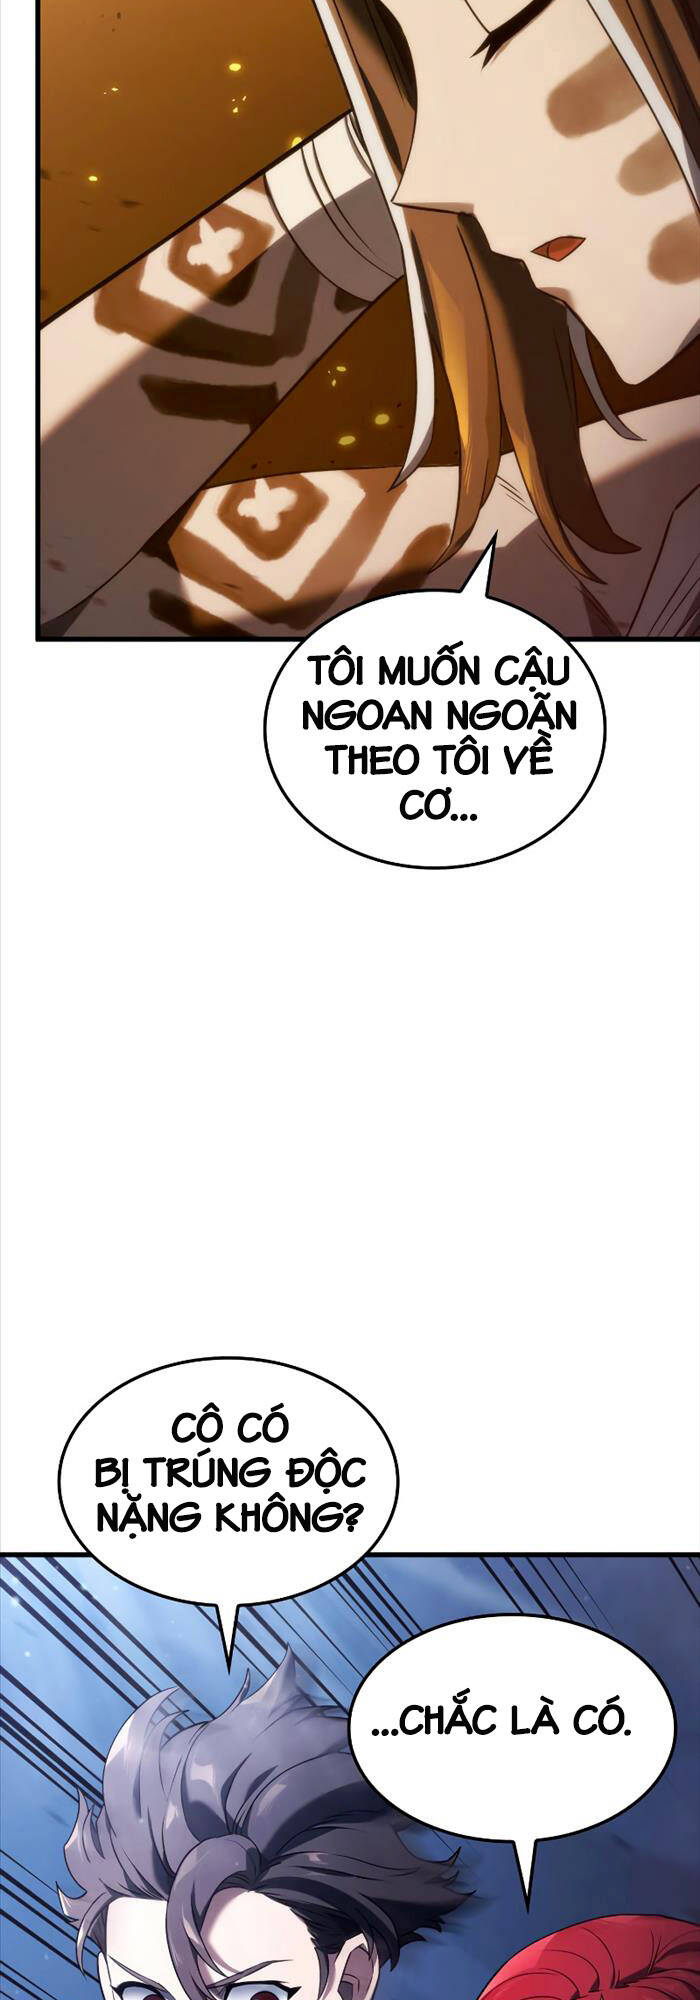 TÔI MUỐN CẬU
NGOAN NGOÃN
THEO TÔI VỀ
CƠ...
CÔ CÓ
BỊ TRÚNG ĐỘC
NẶNG KHÔNG?
...CHẮC LÀ CÓ.